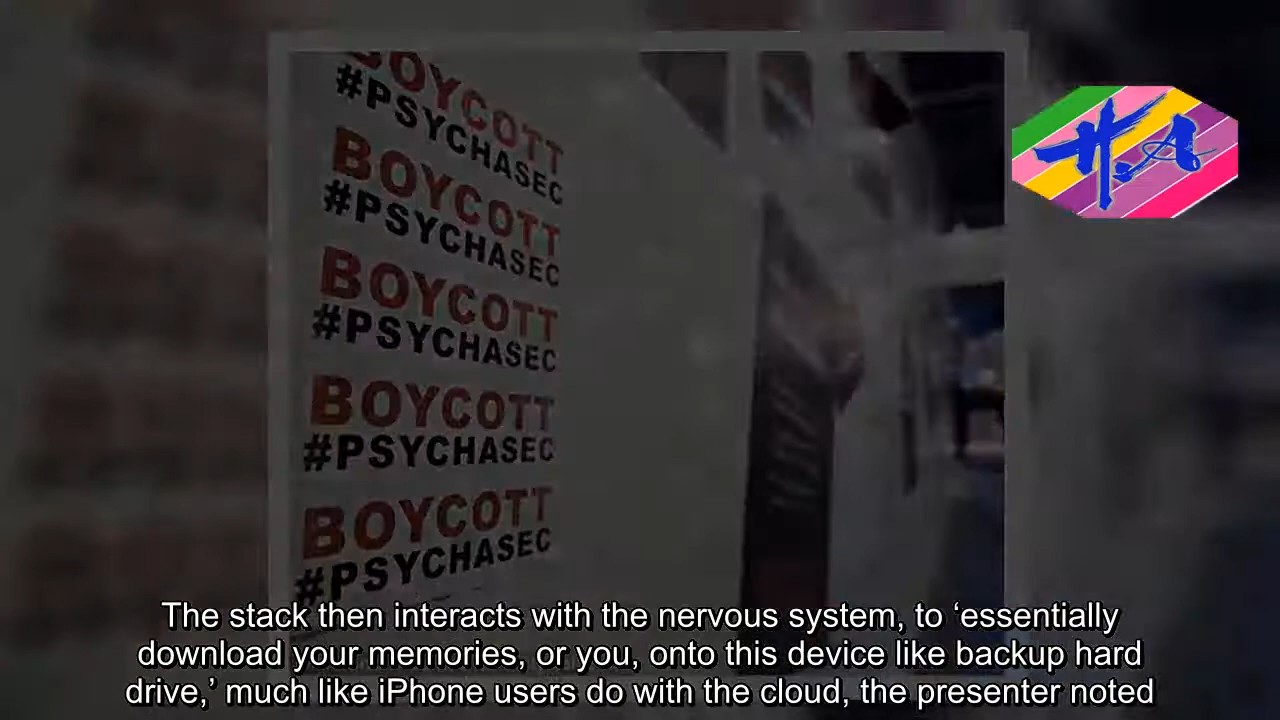 BOYCOTT
#PSYCHASEC
BOYCOTT
#PSYCHASEC
BOYCOTT
#PSYCHASEC
BOYCOTT
#PSYCHASEC
BOYCOTT
#PSYCHASEC
H.A
The stack then interacts with the nervous system, to ‘essentially
download your memories, or you, onto this device like backup hard
drive,’ much like iPhone users do with the cloud, the presenter noted